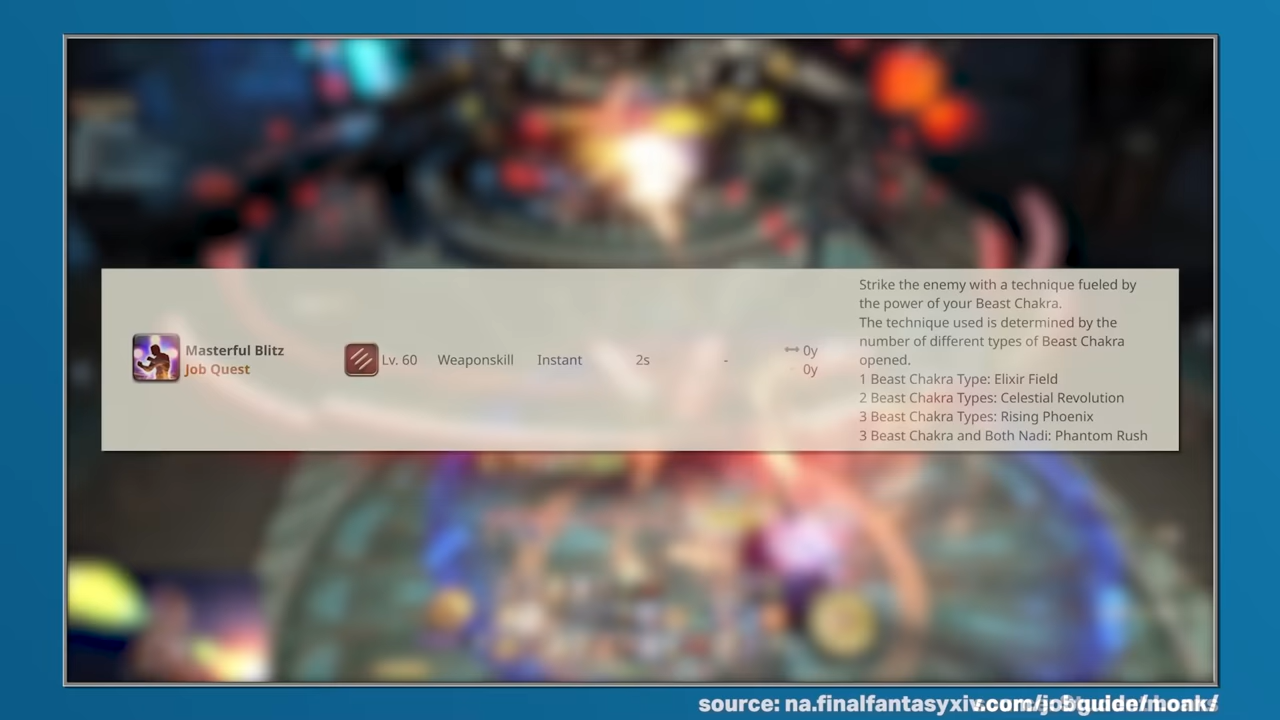 Masterful Blitz
Job Quest
Lv. 60
Weaponskill
Instant
2s
-
0y
0y
Strike the enemy with a technique fueled by
the power of your Beast Chakra.
The technique used is determined by the
number of different types of Beast Chakra
opened.
1 Beast Chakra Type: Elixir Field
2 Beast Chakra Types: Celestial Revolution
3 Beast Chakra Types: Rising Phoenix
3 Beast Chakra and Both Nadi: Phantom Rush
source: na.finalfantasyxiv.com/jobguide/monk/